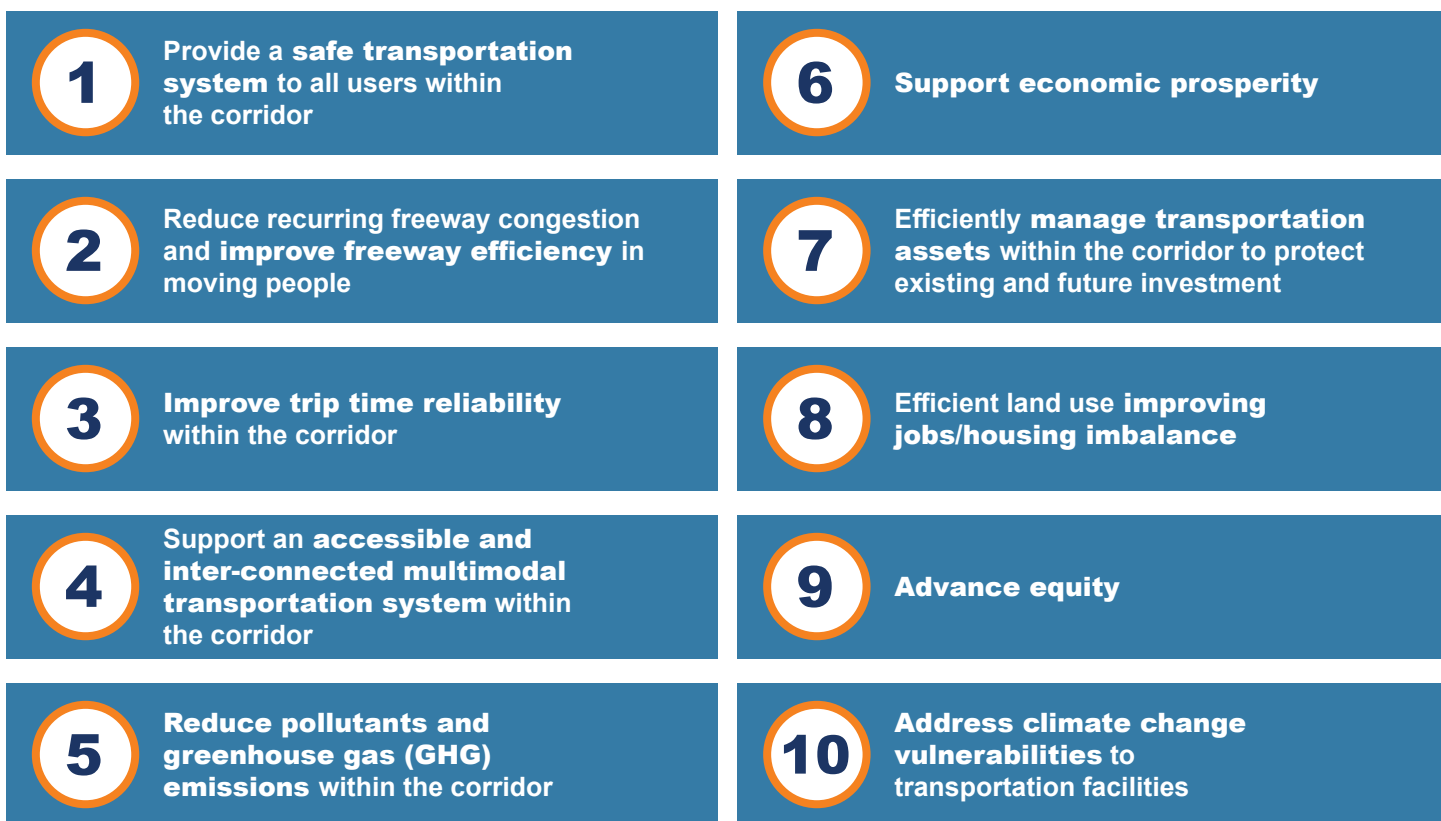 1
Provide a safe transportation
system to all users within
the corridor
2
Reduce recurring freeway congestion
and improve freeway efficiency in
moving people
3
Improve trip time reliability
within the corridor
4
Support an accessible and
inter-connected multimodal
transportation system within
the corridor
5
Reduce pollutants and
greenhouse gas (GHG)
emissions within the corridor
6
Support economic prosperity
7
Efficiently manage transportation
assets within the corridor to protect
existing and future investment
8
Efficient land use improving
jobs/housing imbalance
9
Advance equity
10
Address climate change
vulnerabilities to
transportation facilities